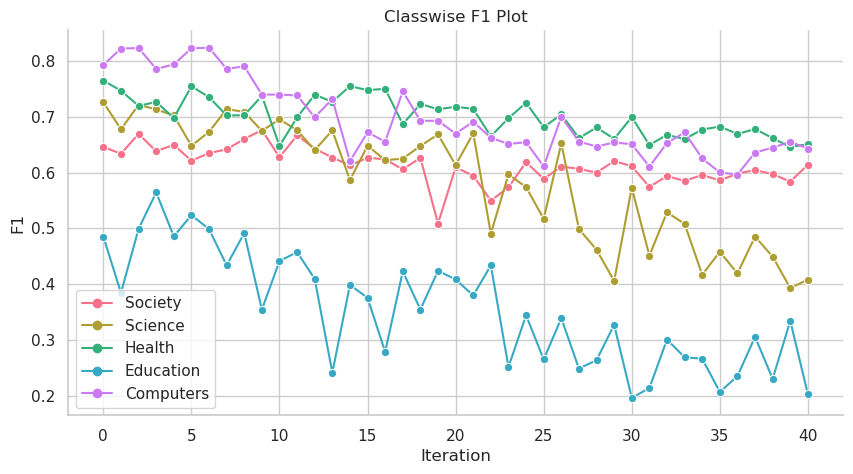 Classwise F1 Plot
F1
0.8
0.7
0.6
0.5
0.4
0.3
0.2
Society
Science
Health
Education
Computers
0 5 10 15 20 25 30 35 40
Iteration